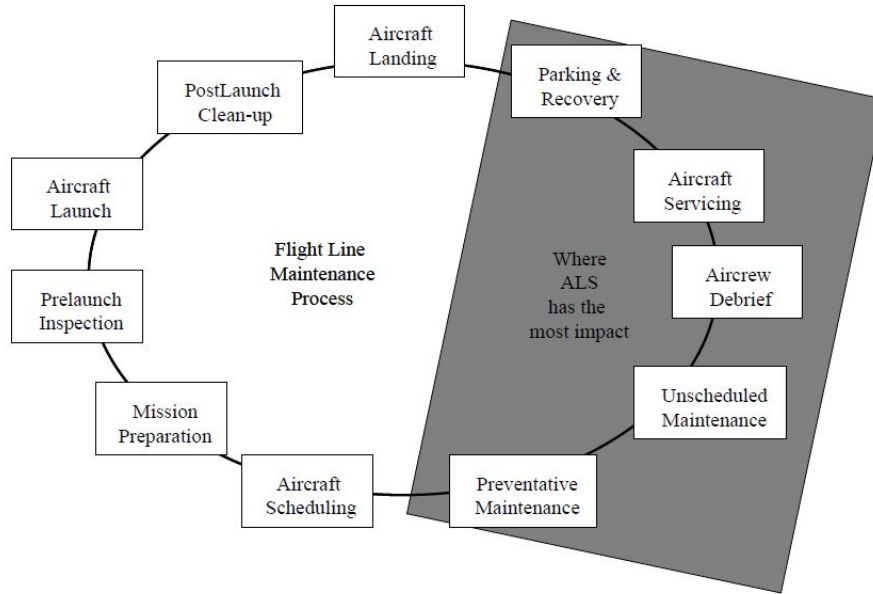 Aircraft
Landing
Parking &
Recovery
PostLaunch
Clean-up
Aircraft
Servicing
Aircraft
Launch
Flight Line
Maintenance
Process
Where
ALS
has the
most impact
Aircrew
Debrief
Prelaunch
Inspection
Unscheduled
Maintenance
Mission
Preparation
Aircraft
Scheduling
Preventative
Maintenance